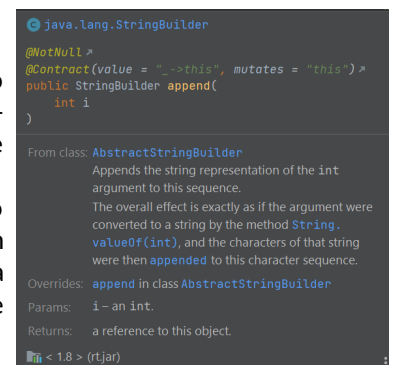 java.lang.StringBuilder
@NotNull
@Contract(value = "_->this", mutates = "this")
public StringBuilder append(
int i
)
From class: AbstractStringBuilder
Appends the string representation of the int
argument to this sequence.
The overall effect is exactly as if the argument were
converted to a string by the method String.
valueOf(int), and the characters of that string
were then appended to this character sequence.
Overrides: append in class AbstractStringBuilder
Params: i – an int.
Returns: a reference to this object.
< 1.8 > (rt.jar)